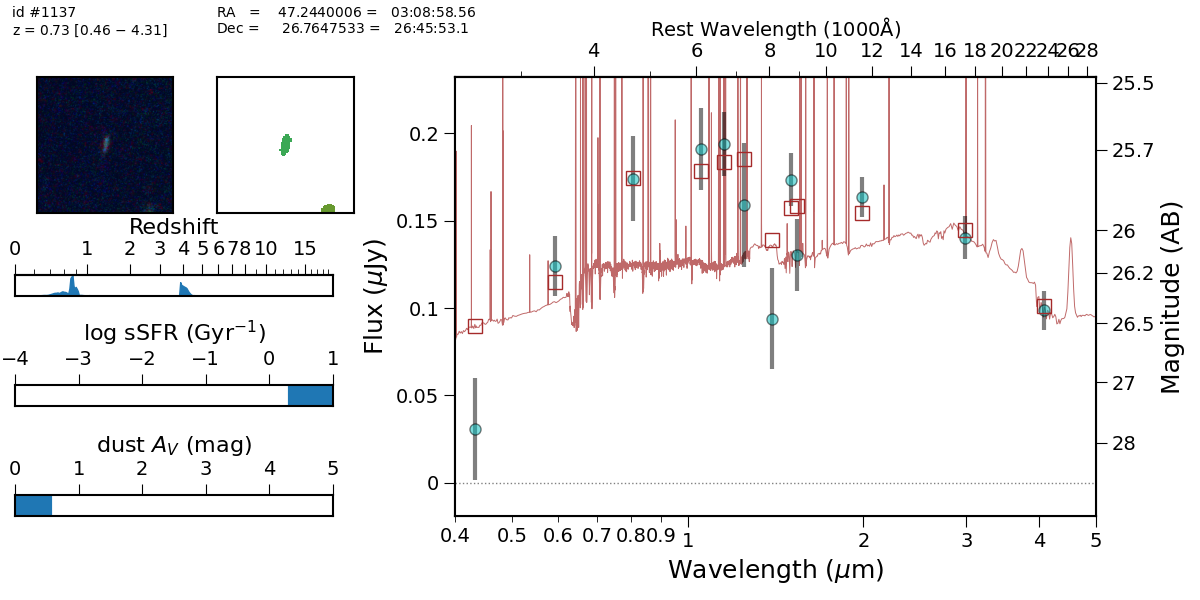 id #1137
z = 0.73 [0.46 − 4.31]
RA = 47.2440006 = 03:08:58.56
Dec = 26.7647533 = 26:45:53.1
Redshift
0 1 2 3 4 5 6 7 8 10 15
log sSFR (Gyr⁻¹)
−4 −3 −2 −1 0 1
dust A_V (mag)
0 1 2 3 4 5
Rest Wavelength (1000Å)
4 6 8 10 12 14 16 18 20 22 24 26 28
Flux (μJy)
0.2
0.15
0.1
0.05
0
25.5
25.7
26
26.2
26.5
27
28
Magnitude (AB)
0.4 0.5 0.6 0.7 0.8 0.9 1 2 3 4 5
Wavelength (μm)